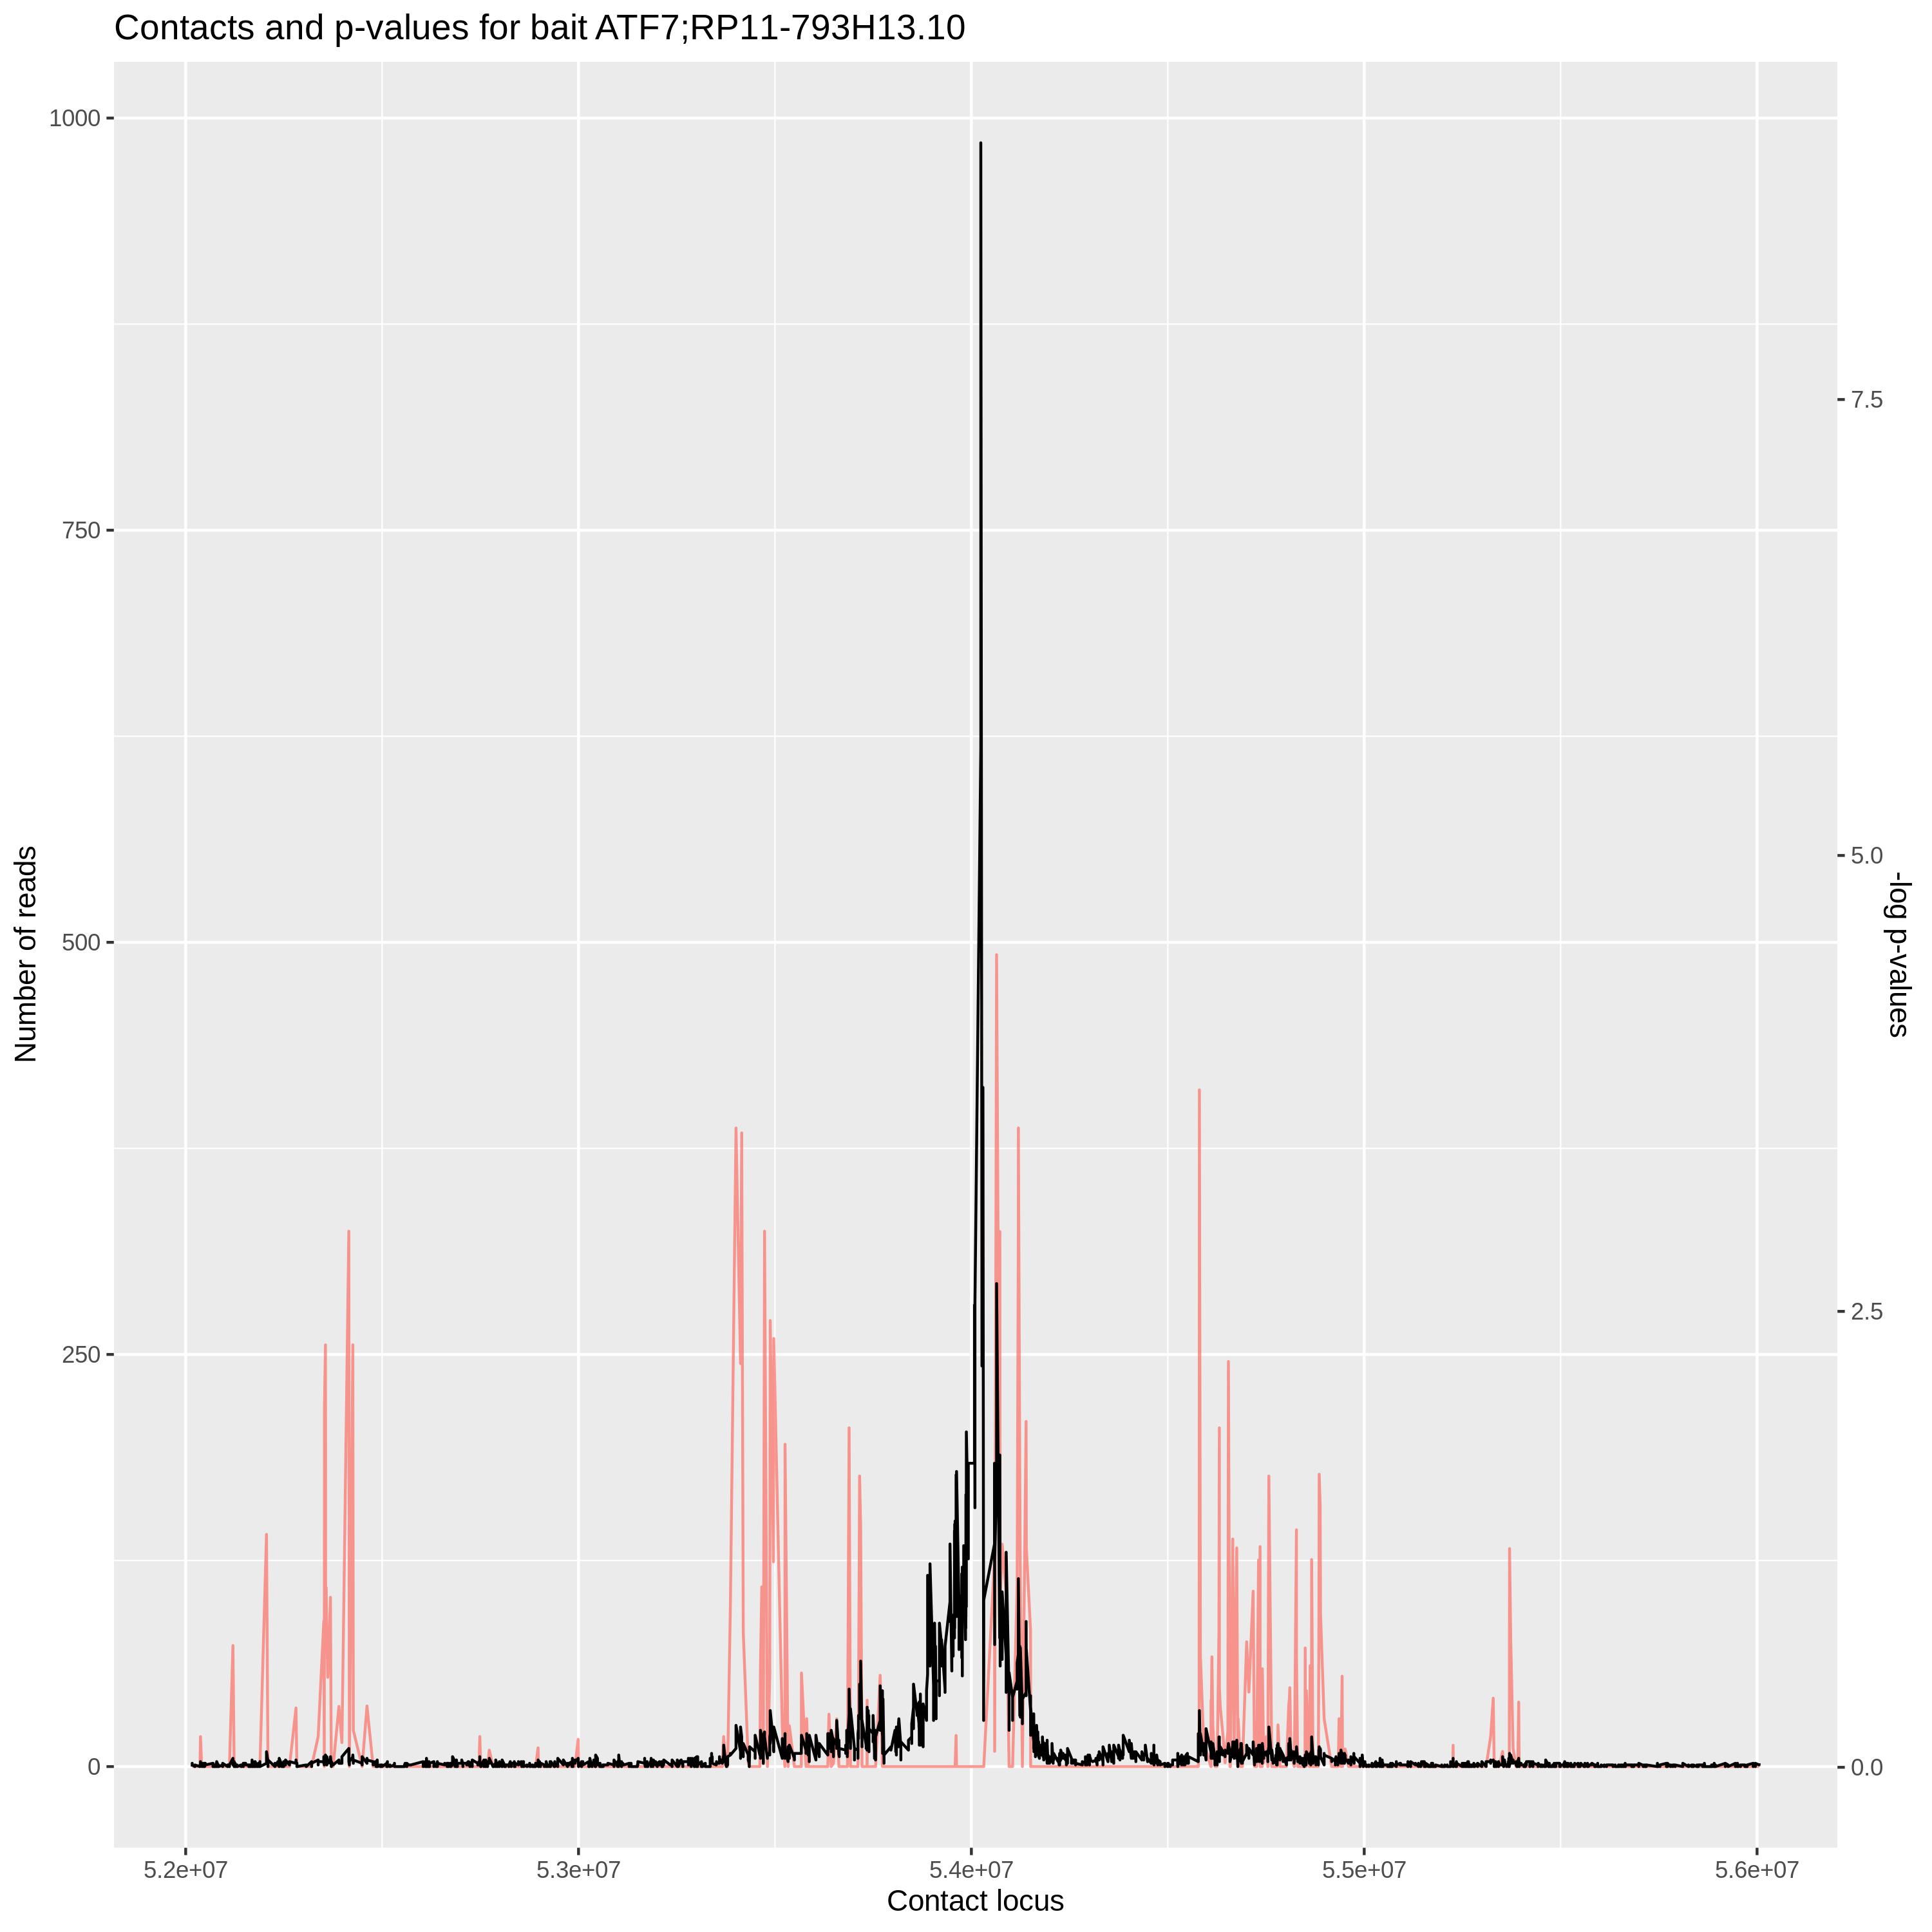 Contacts and p-values for bait ATF7;RP11-793H13.10
1000
750
500
250
0
Number of reads
7.5
5.0
2.5
0.0
-log p-values
5.2e+07
5.3e+07
5.4e+07
5.5e+07
5.6e+07
Contact locus